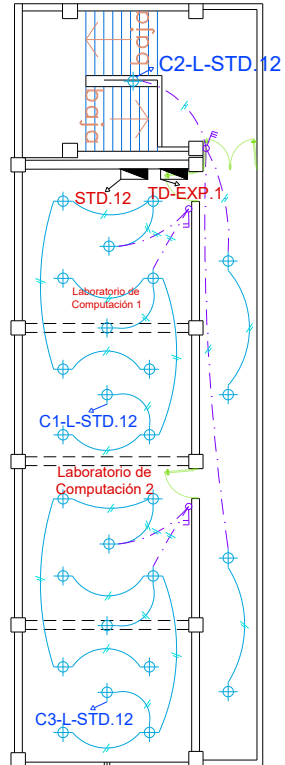 baja
baja
C2-L-STD.12
STD.12
TD-EXP.1
Laboratorio de
Computación 1
C1-L-STD.12
Laboratorio de
Computación 2
C3-L-STD.12